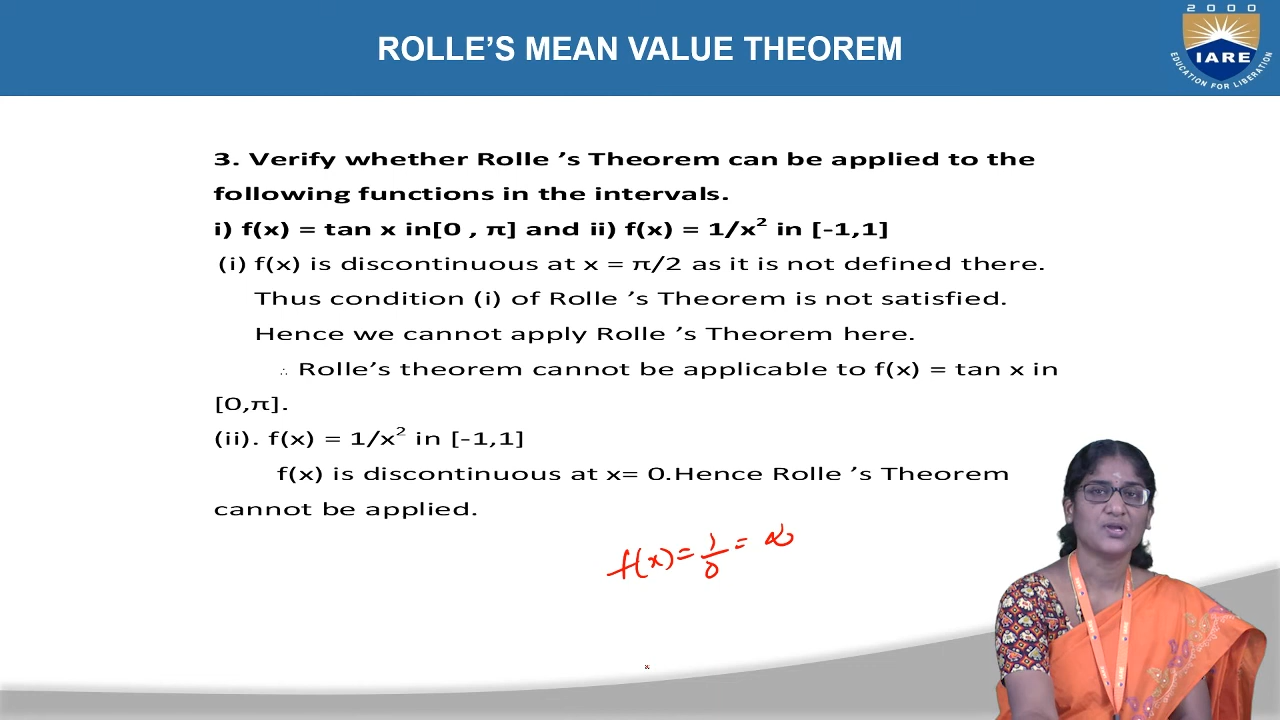 2000
IARE
EDUCATION FOR LIBERATION
ROLLE'S MEAN VALUE THEOREM
3. Verify whether Rolle ’s Theorem can be applied to the
following functions in the intervals.
i) f(x) = tan x in[0 , π] and ii) f(x) = 1/x² in [-1,1]
(i) f(x) is discontinuous at x = π/2 as it is not defined there.
Thus condition (i) of Rolle ’s Theorem is not satisfied.
Hence we cannot apply Rolle ’s Theorem here.
∴ Rolle’s theorem cannot be applicable to f(x) = tan x in
[0,π].
(ii). f(x) = 1/x² in [-1,1]
f(x) is discontinuous at x= 0.Hence Rolle ’s Theorem
cannot be applied.
f(x) = 1/0 = ∞
IARE